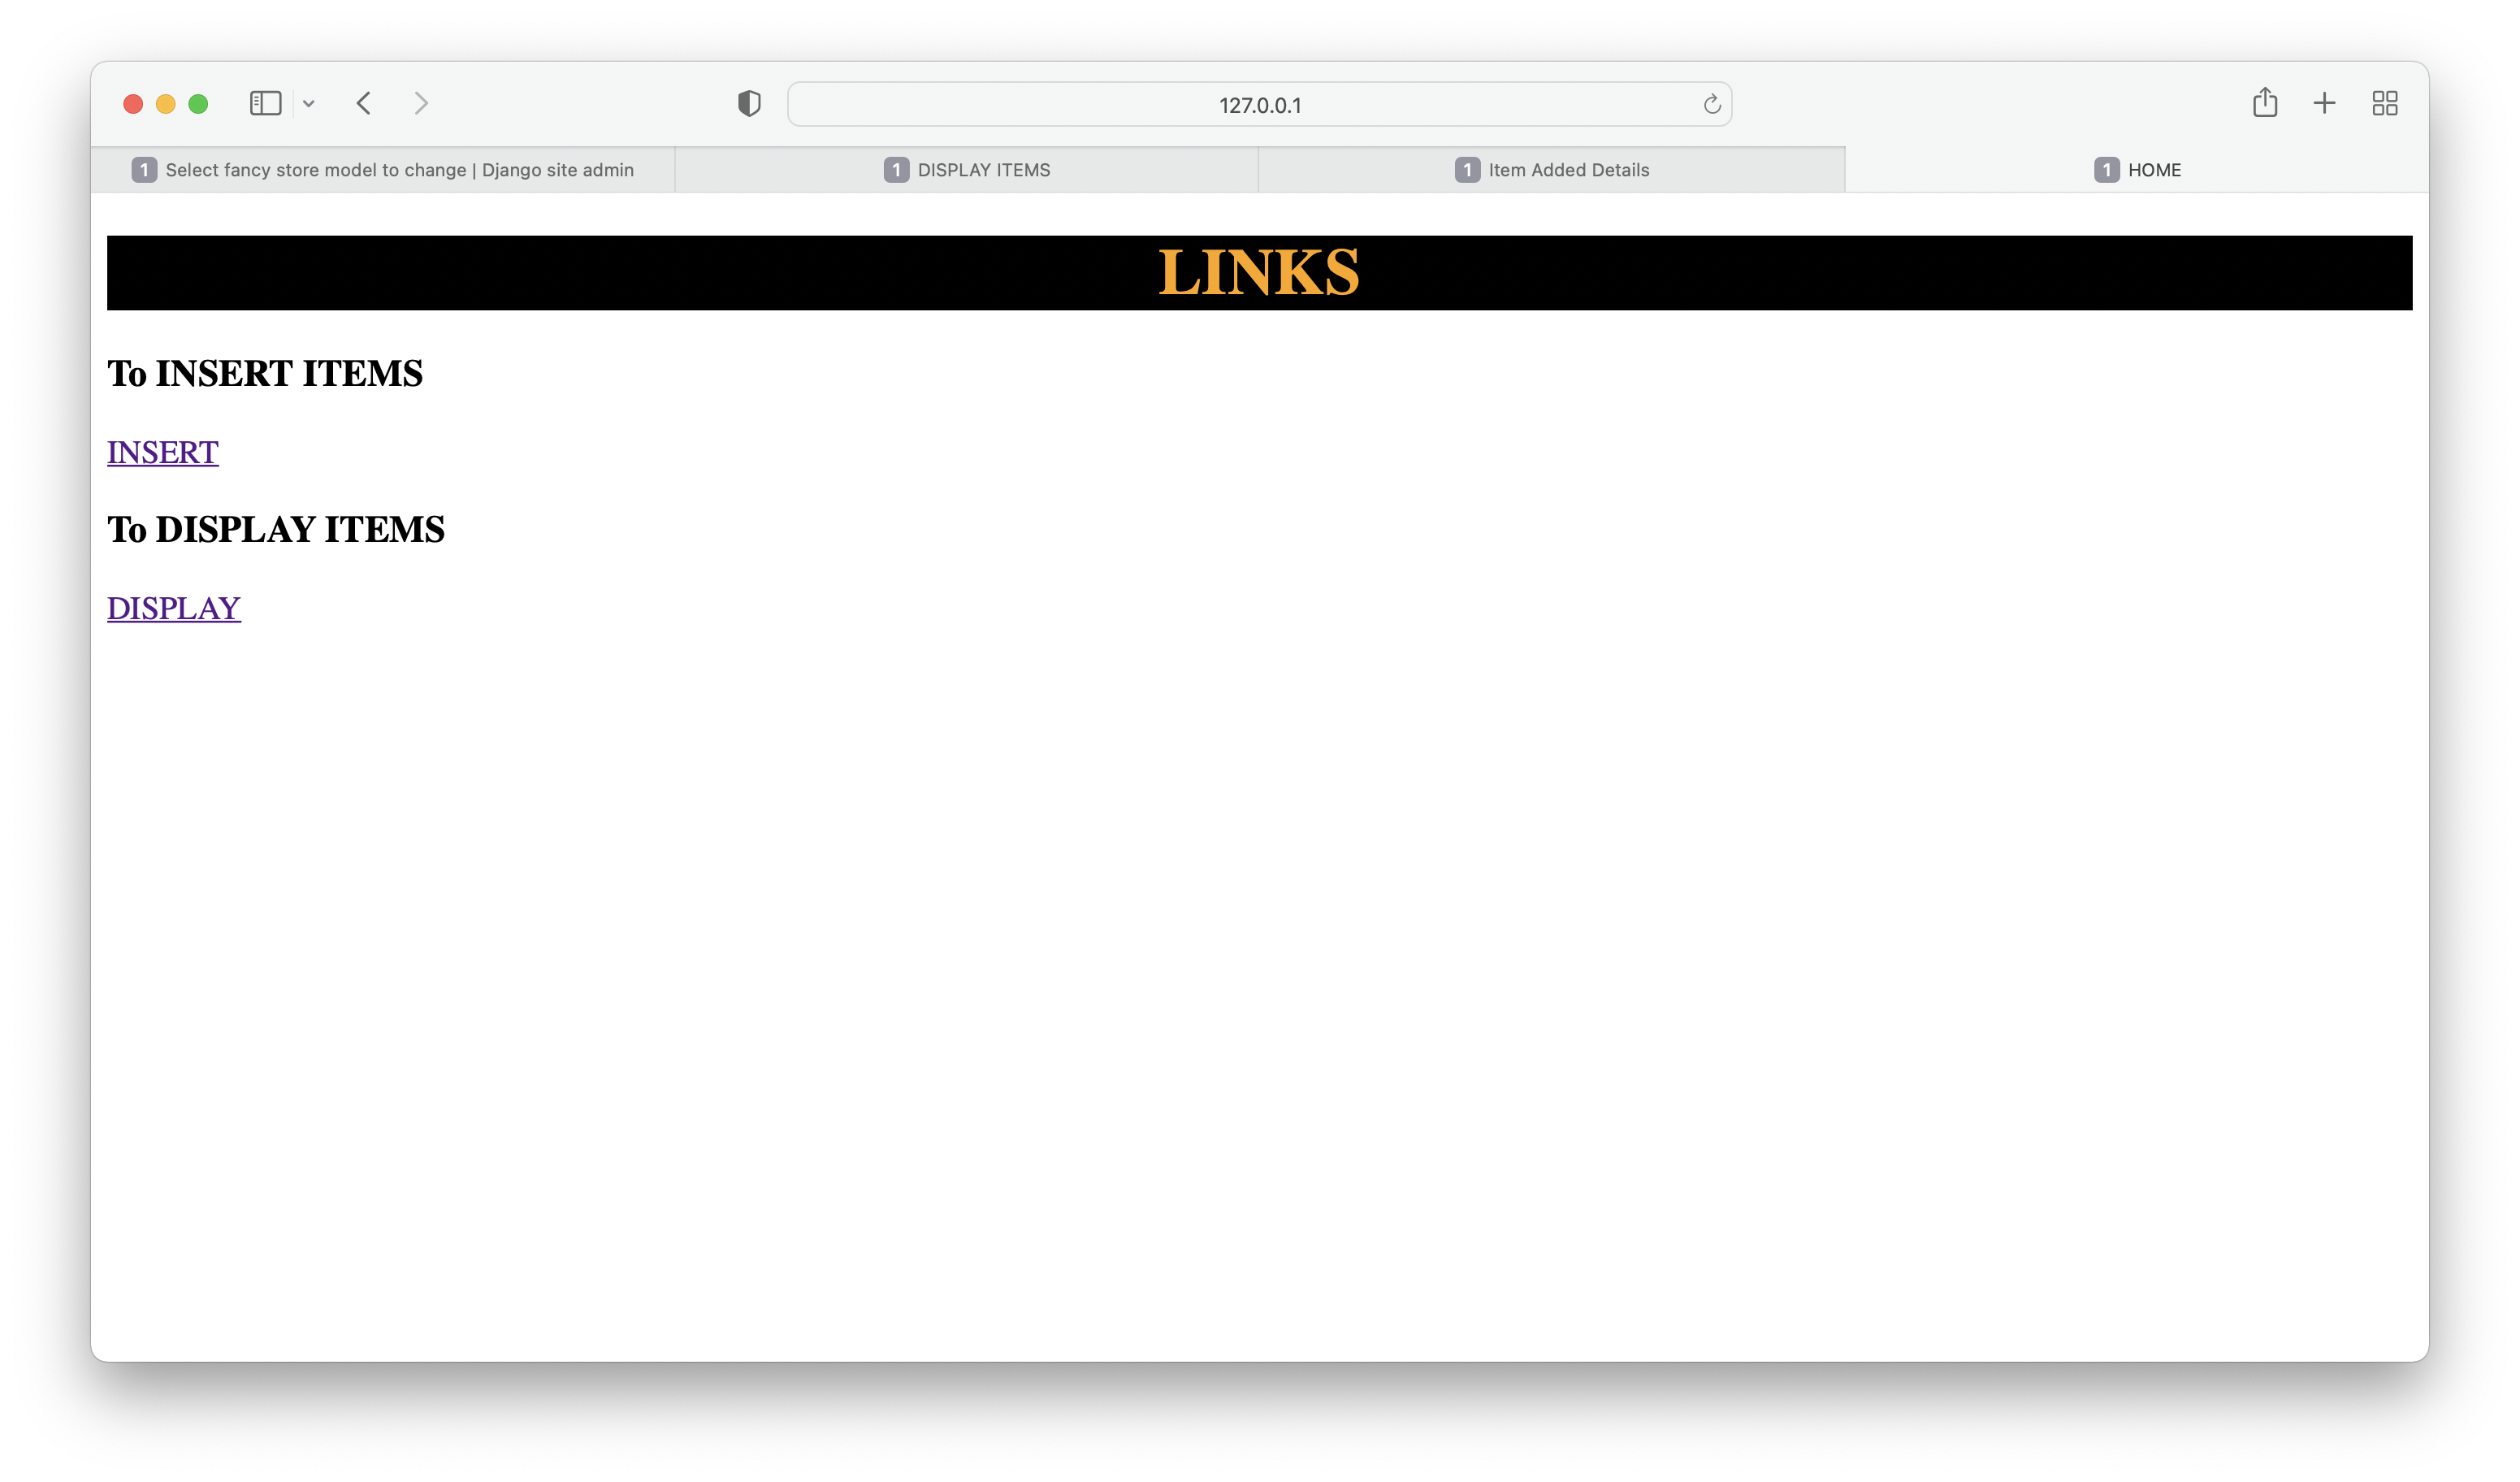 127.0.0.1
1 Select fancy store model to change | Django site admin
1 DISPLAY ITEMS
1 Item Added Details
1 HOME
LINKS
To INSERT ITEMS
INSERT
To DISPLAY ITEMS
DISPLAY